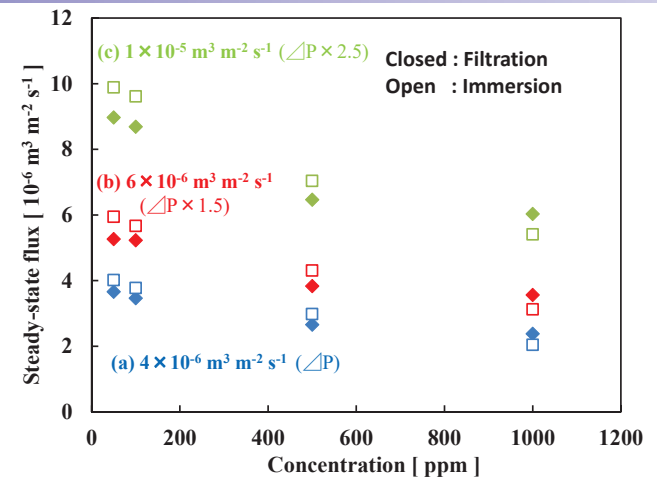 12
10
8
6
4
2
0
0
200
400
600
800
1000
1200
Steady-state flux [ 10⁻⁶ m³ m⁻² s⁻¹ ]
Concentration [ ppm ]
(c) 1×10⁻⁵ m³ m⁻² s⁻¹ (⊿P × 2.5)
Closed : Filtration
Open : Immersion
(b) 6×10⁻⁶ m³ m⁻² s⁻¹
(⊿P × 1.5)
(a) 4×10⁻⁶ m³ m⁻² s⁻¹ (⊿P)